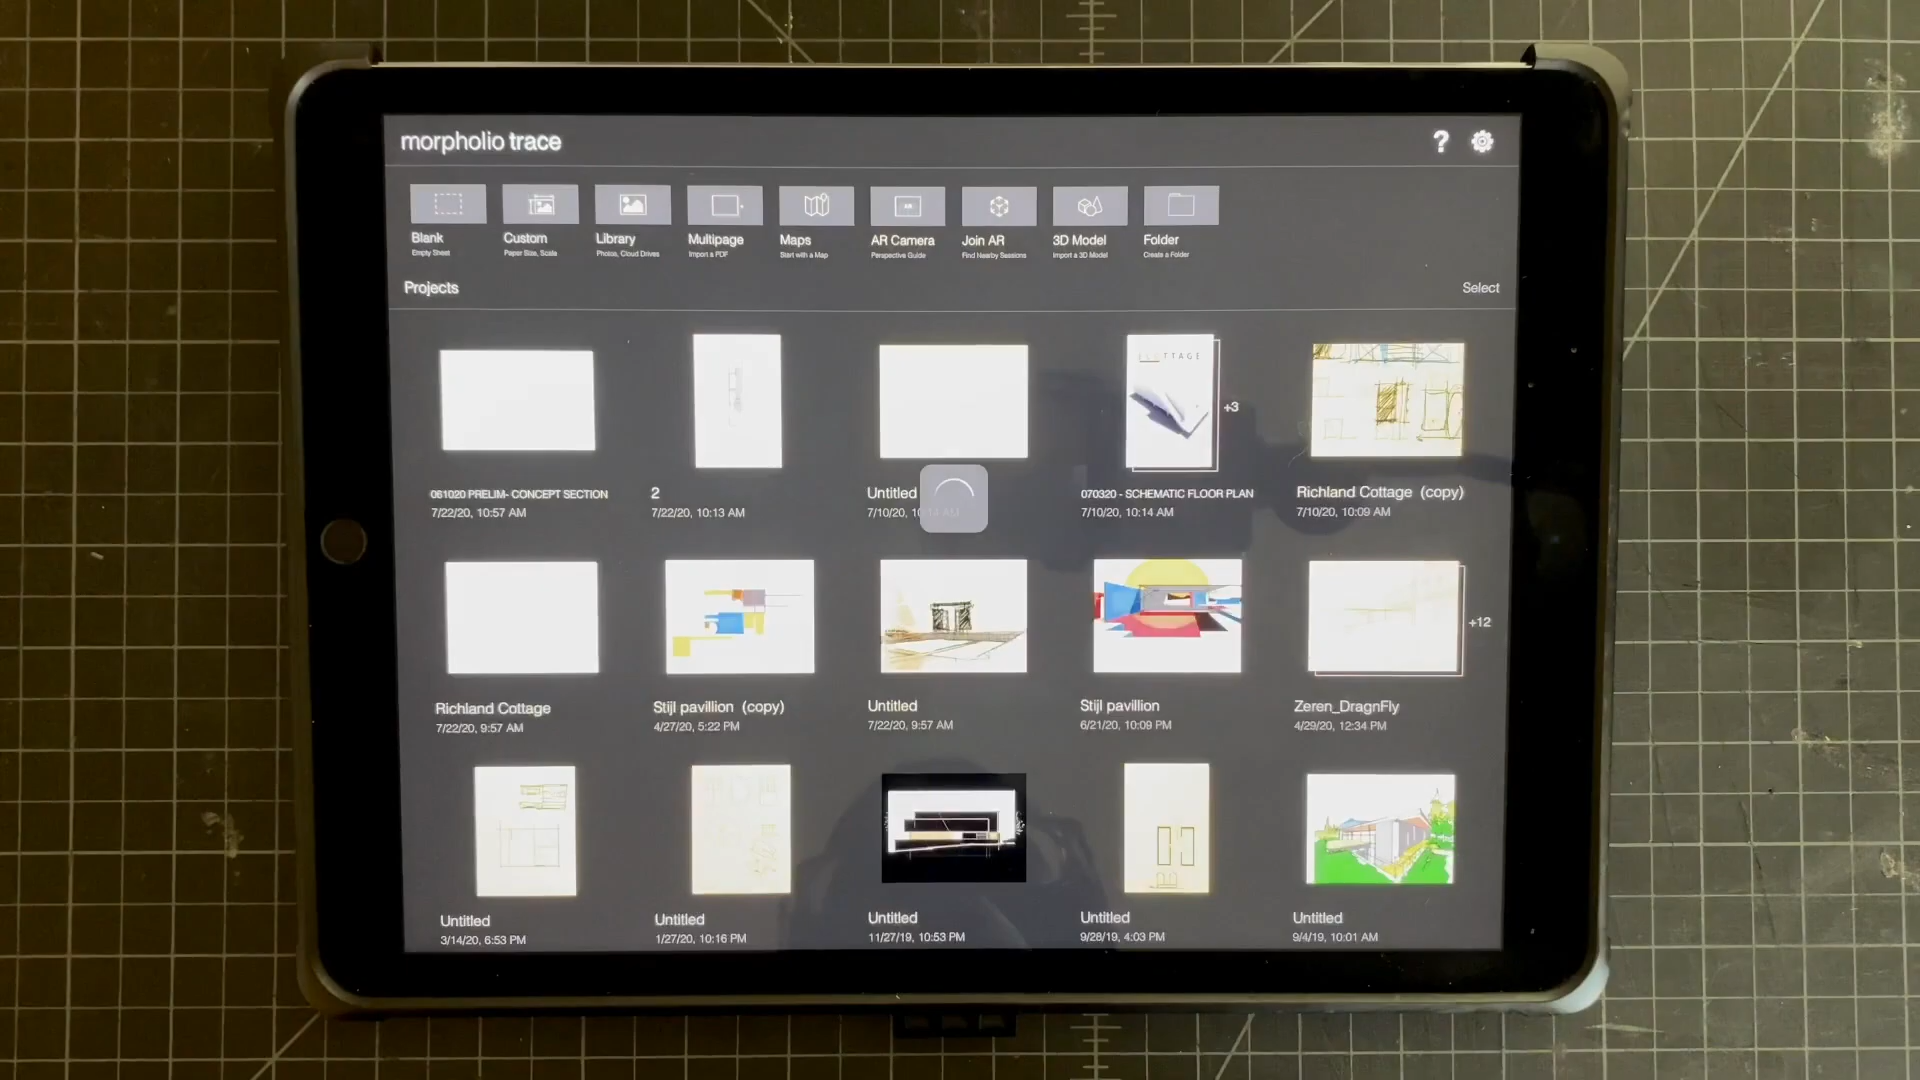 morpholio trace ?
Blank Custom Library Multipage Maps AR Camera Join AR 3D Model Folder
Empty Sheet Paper Size, Scale Photos, Cloud Drives Import a PDF Start with a Map Perspective Guide Find Nearby Sessions Import a 3D Model Create a Folder
AR
Projects Select
TTAGE
+3
061020 PRELIM- CONCEPT SECTION 2 Untitled 070320 - SCHEMATIC FLOOR PLAN Richland Cottage (copy)
7/22/20, 10:57 AM 7/22/20, 10:13 AM 7/10/20, 7/10/20, 10:14 AM 7/10/20, 10:09 AM
+12
Richland Cottage Stijl pavillion (copy) Untitled Stijl pavillion Zeren_DragnFly
7/22/20, 9:57 AM 4/27/20, 5:22 PM 7/22/20, 9:57 AM 6/21/20, 10:09 PM 4/29/20, 12:34 PM
Untitled Untitled Untitled Untitled Untitled
3/14/20, 6:53 PM 1/27/20, 10:16 PM 11/27/19, 10:53 PM 9/28/19, 4:03 PM 9/4/19, 10:01 AM